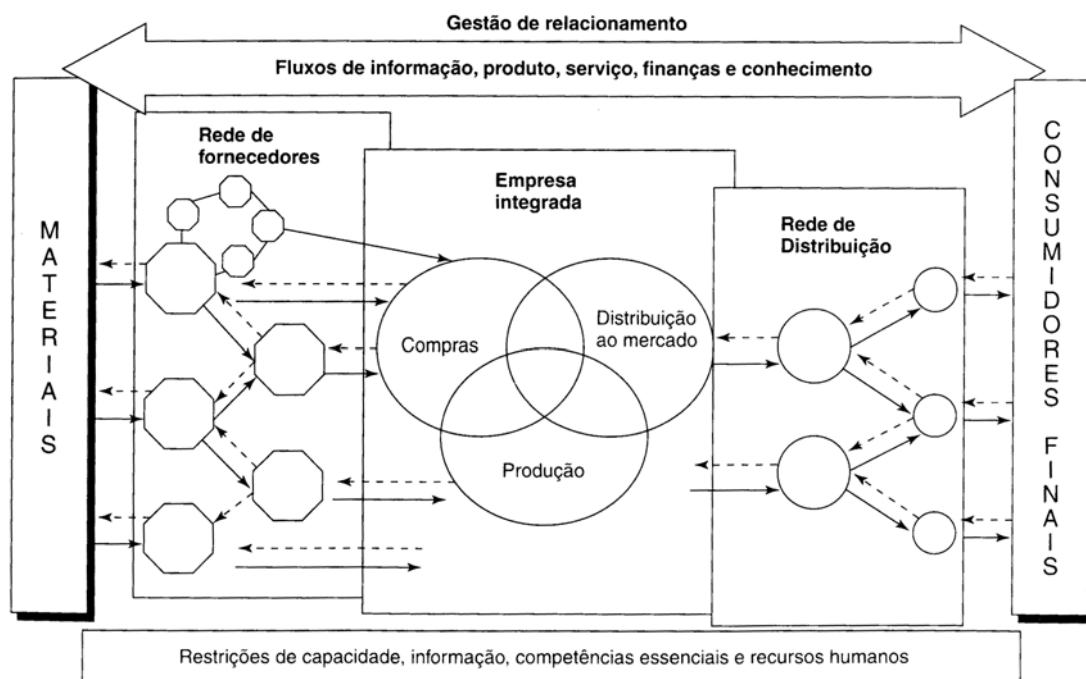 Gestão de relacionamento
Fluxos de informação, produto, serviço, finanças e conhecimento
MATERIAIS
Rede de
fornecedores
Empresa
integrada
Compras
Distribuição
ao mercado
Produção
Rede de
Distribuição
CONSUMIDORES FINAIS
Restrições de capacidade, informação, competências essenciais e recursos humanos